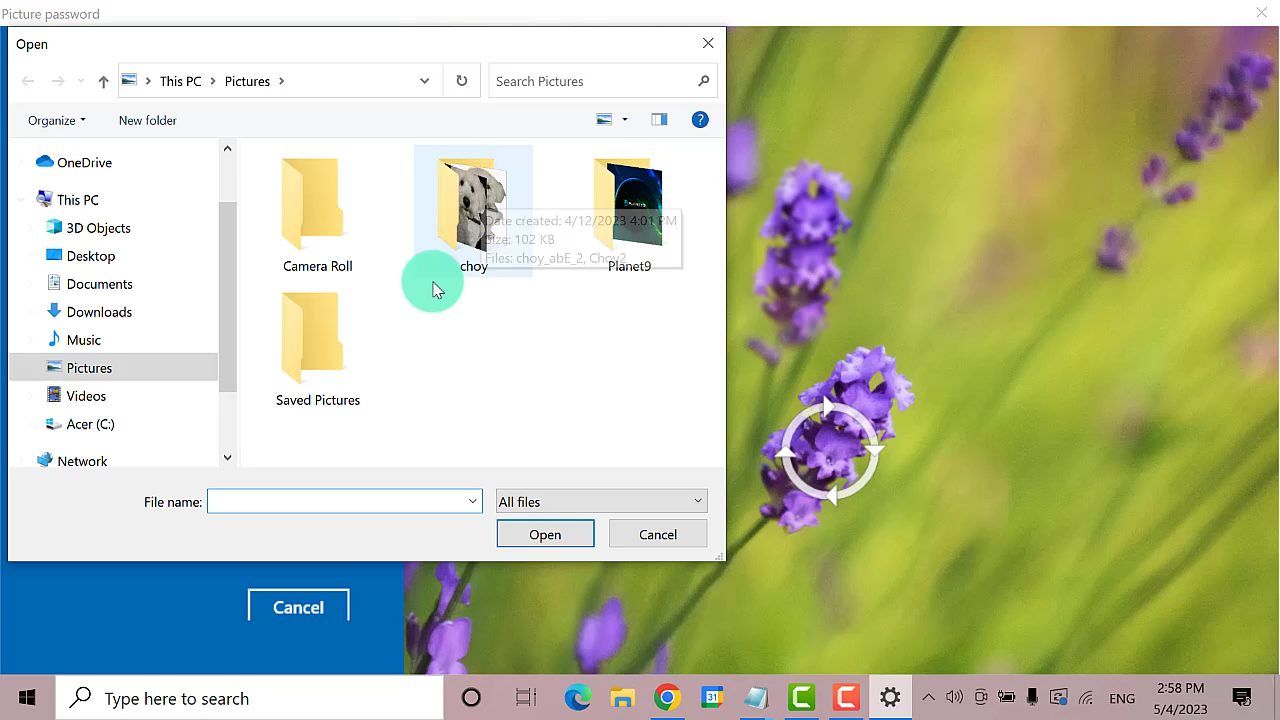 Picture password
Open
This PC
Pictures
Search Pictures
Organize
New folder
?
OneDrive
This PC
3D Objects
Desktop
Documents
Downloads
Music
Pictures
Videos
Acer (C:)
Network
Date created: 4/12/2023 4:01 PM
Size: 102 KB
Files: choy_abE_2, Choy2
Camera Roll
choy
Planet9
Saved Pictures
File name:
All files
Open
Cancel
Cancel
Type here to search
31
ENG
2:58 PM
5/4/2023